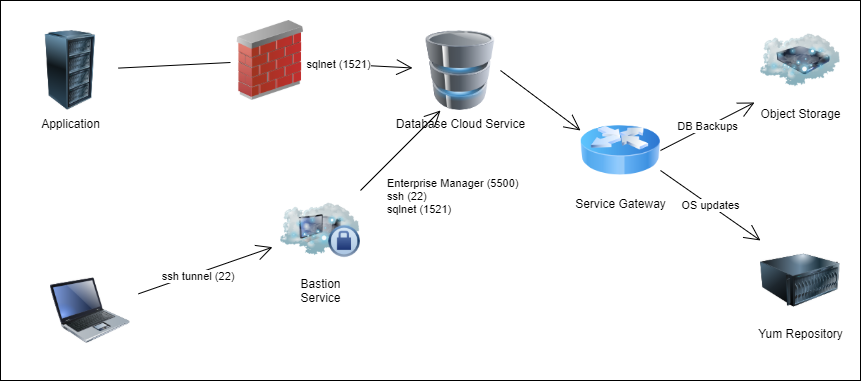 sqlnet (1521)
Application
Database Cloud Service
Object Storage
DB Backups
Enterprise Manager (5500)
ssh (22)
sqlnet (1521)
Service Gateway
OS updates
ssh tunnel (22)
Bastion
Service
Yum Repository